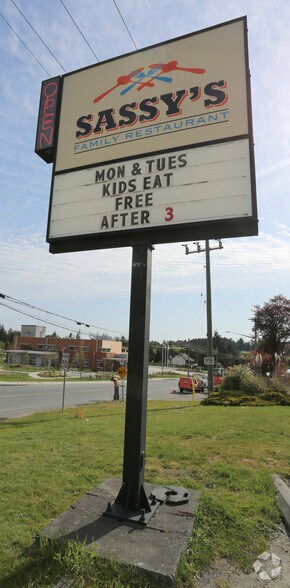 OPEN
SASSY'S
FAMILY RESTAURANT
MON & TUES
KIDS EAT
FREE
AFTER 3